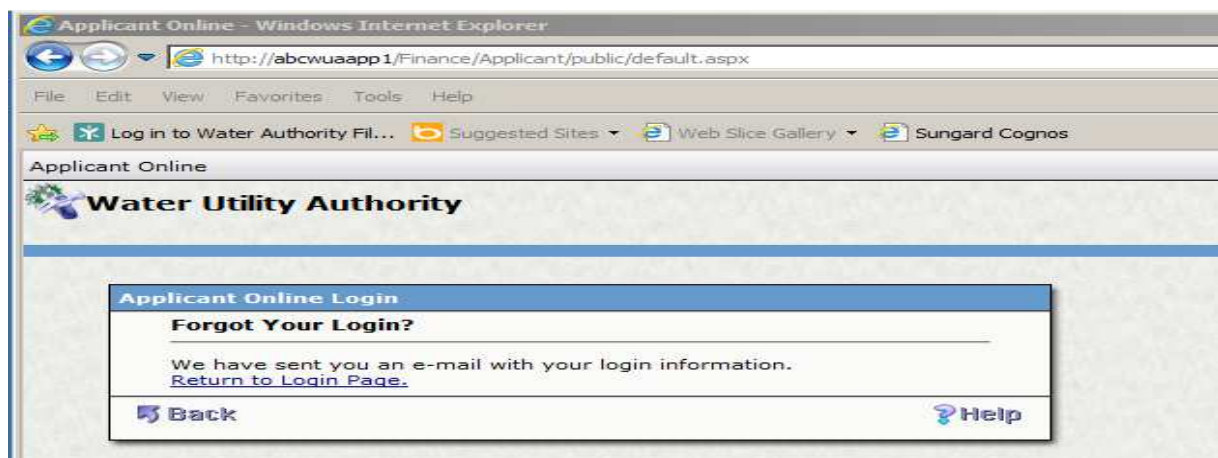 Applicant Online - Windows Internet Explorer
http://abcwuaapp1/Finance/Applicant/public/default.aspx
File Edit View Favorites Tools Help
Log in to Water Authority Fil... Suggested Sites Web Slice Gallery Sungard Cognos
Applicant Online
Water Utility Authority
Applicant Online Login
Forgot Your Login?
We have sent you an e-mail with your login information.
Return to Login Page.
Back Help